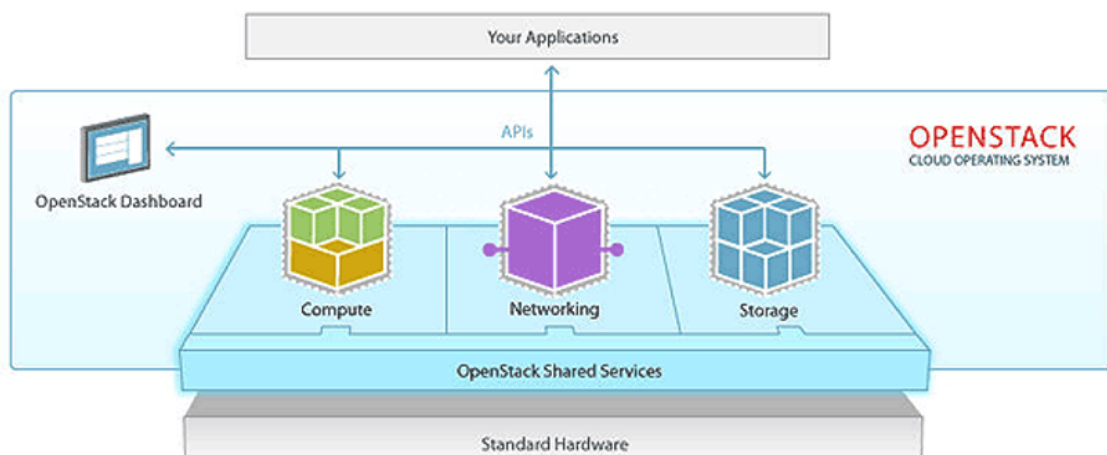 Your Applications
APIs
OPENSTACK
CLOUD OPERATING SYSTEM
OpenStack Dashboard
Compute
Networking
Storage
OpenStack Shared Services
Standard Hardware